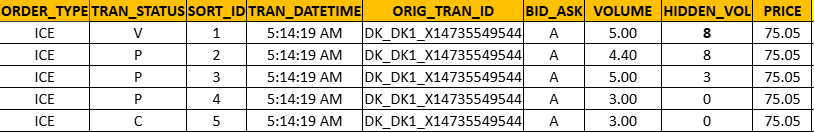 ORDER_TYPE TRAN_STATUS SORT_ID TRAN_DATETIME ORIG_TRAN_ID BID_ASK VOLUME HIDDEN_VOL PRICE
ICE V 1 5:14:19 AM DK_DK1_X14735549544 A 5.00 8 75.05
ICE P 2 5:14:19 AM DK_DK1_X14735549544 A 4.40 8 75.05
ICE P 3 5:14:19 AM DK_DK1_X14735549544 A 5.00 3 75.05
ICE P 4 5:14:19 AM DK_DK1_X14735549544 A 3.00 0 75.05
ICE C 5 5:14:19 AM DK_DK1_X14735549544 A 3.00 0 75.05